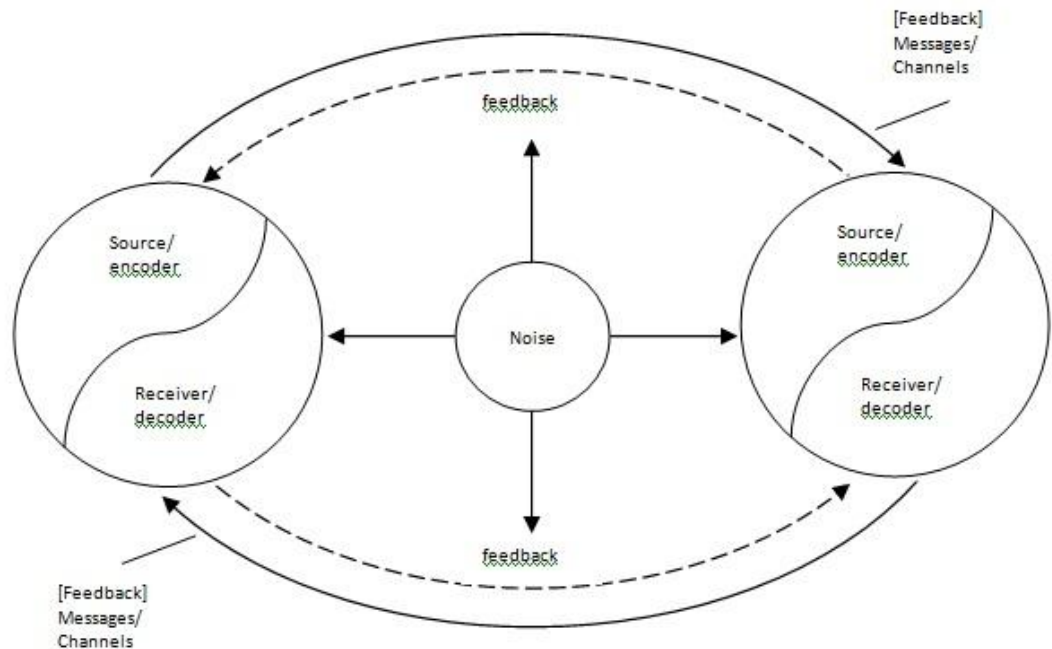 [Feedback]
Messages/
Channels
feedback
Source/
encoder
Source/
encoder
Noise
Receiver/
decoder
Receiver/
decoder
feedback
[Feedback]
Messages/
Channels